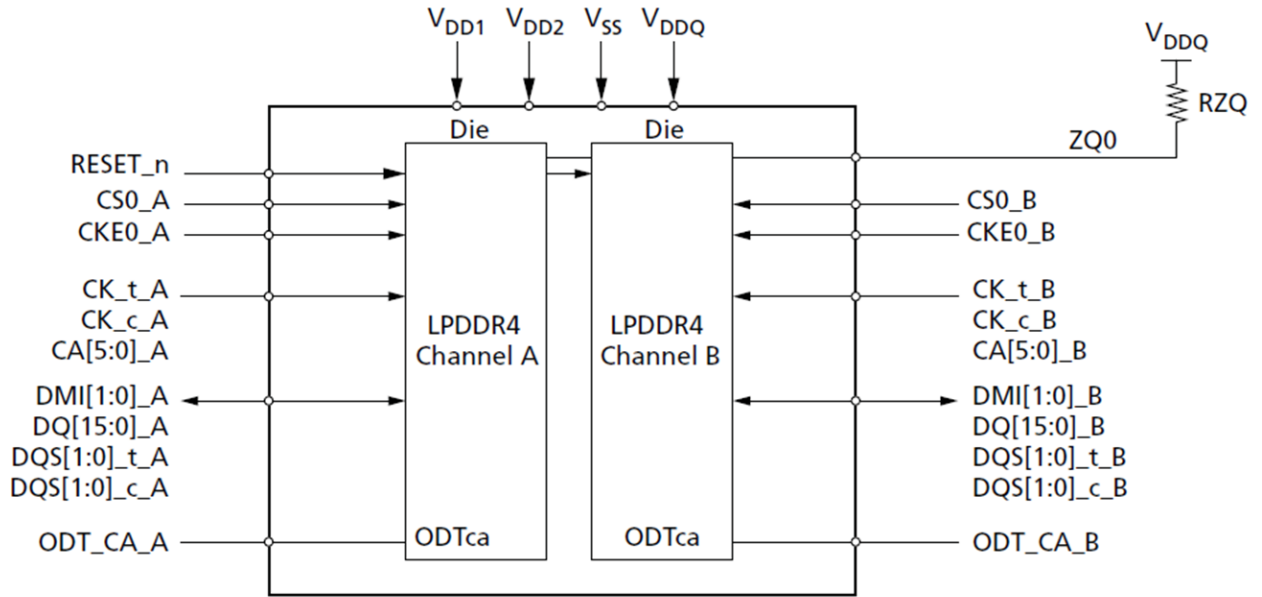 VDD1 VDD2 VSS VDDQ
VDDQ
RZQ
ZQ0
Die Die
RESET_n
CS0_A
CKE0_A
CK_t_A
CK_c_A
CA[5:0]_A
DMI[1:0]_A
DQ[15:0]_A
DQS[1:0]_t_A
DQS[1:0]_c_A
ODT_CA_A
LPDDR4
Channel A
ODTca
LPDDR4
Channel B
ODTca
CS0_B
CKE0_B
CK_t_B
CK_c_B
CA[5:0]_B
DMI[1:0]_B
DQ[15:0]_B
DQS[1:0]_t_B
DQS[1:0]_c_B
ODT_CA_B